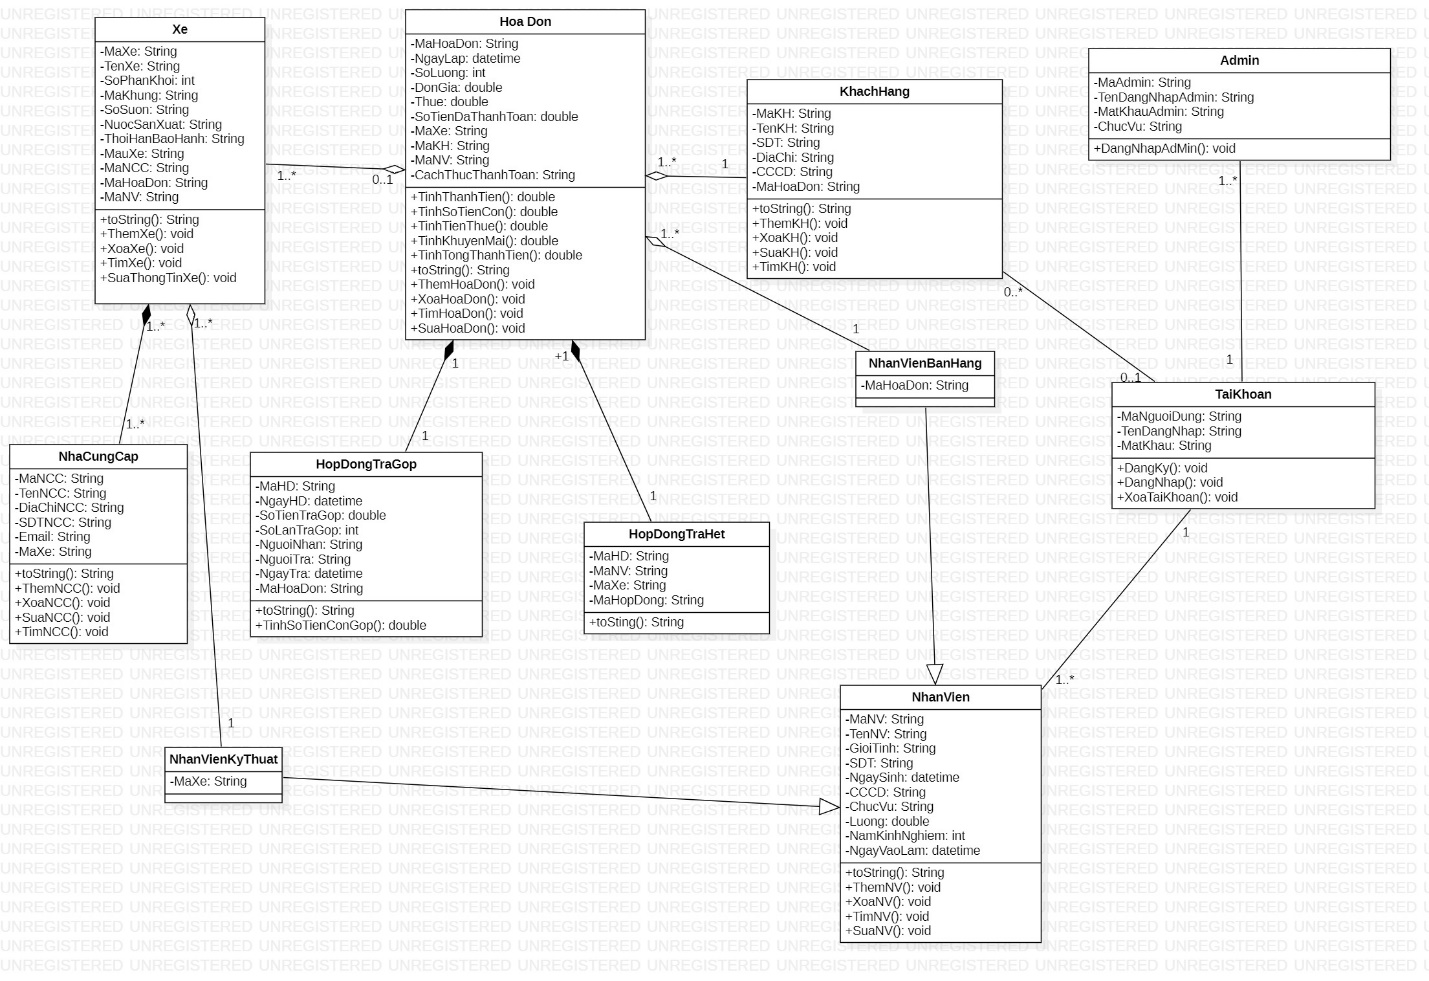 Xe
-MaXe: String
-TenXe: String
-SoPhanKhoi: int
-MaKhung: String
-SoSuon: String
-NuocSanXuat: String
-ThoiHanBaoHanh: String
-MauXe: String
-MaNCC: String
-MaHoaDon: String
-MaNV: String
+toString(): String
+ThemXe(): void
+XoaXe(): void
+TimXe(): void
+SuaThongTinXe(): void
1..*
0..1
Hoa Don
-MaHoaDon: String
-NgayLap: datetime
-SoLuong: int
-DonGia: double
-Thue: double
-SoTienDaThanhToan: double
-MaXe: String
-MaKH: String
-MaNV: String
-CachThucThanhToan: String
+TinhThanhTien(): double
+TinhSoTienCon(): double
+TinhTienThue(): double
+TinhKhuyenMai(): double
+TinhTongThanhTien(): double
+toString(): String
+ThemHoaDon(): void
+XoaHoaDon(): void
+TimHoaDon(): void
+SuaHoaDon(): void
1..*
1
KhachHang
-MaKH: String
-TenKH: String
-SDT: String
-DiaChi: String
-CCCD: String
-MaHoaDon: String
+toString(): String
+ThemKH(): void
+XoaKH(): void
+SuaKH(): void
+TimKH(): void
Admin
-MaAdmin: String
-TenDangNhapAdmin: String
-MatKhauAdmin: String
-ChucVu: String
+DangNhapAdMin(): void
1..*
1
1..*
1
0..*
0..1
NhanVienBanHang
-MaHoaDon: String
TaiKhoan
-MaNguoiDung: String
-TenDangNhap: String
-MatKhau: String
+DangKy(): void
+DangNhap(): void
+XoaTaiKhoan(): void
1
1..*
1..*
1..*
1..*
1
1
+1
1
NhaCungCap
-MaNCC: String
-TenNCC: String
-DiaChiNCC: String
-SDTNCC: String
-Email: String
-MaXe: String
+toString(): String
+ThemNCC(): void
+XoaNCC(): void
+SuaNCC(): void
+TimNCC(): void
HopDongTraGop
-MaHD: String
-NgayHD: datetime
-SoTienTraGop: double
-SoLanTraGop: int
-NguoiNhan: String
-NguoiTra: String
-NgayTra: datetime
-MaHoaDon: String
+toString(): String
+TinhSoTienConGop(): double
HopDongTraHet
-MaHD: String
-MaNV: String
-MaXe: String
-MaHopDong: String
+toSting(): String
1
NhanVienKyThuat
-MaXe: String
NhanVien
-MaNV: String
-TenNV: String
-GioiTinh: String
-SDT: String
-NgaySinh: datetime
-CCCD: String
-ChucVu: String
-Luong: double
-NamKinhNghiem: int
-NgayVaoLam: datetime
+toString(): String
+ThemNV(): void
+XoaNV(): void
+TimNV(): void
+SuaNV(): void
UNREGISTERED